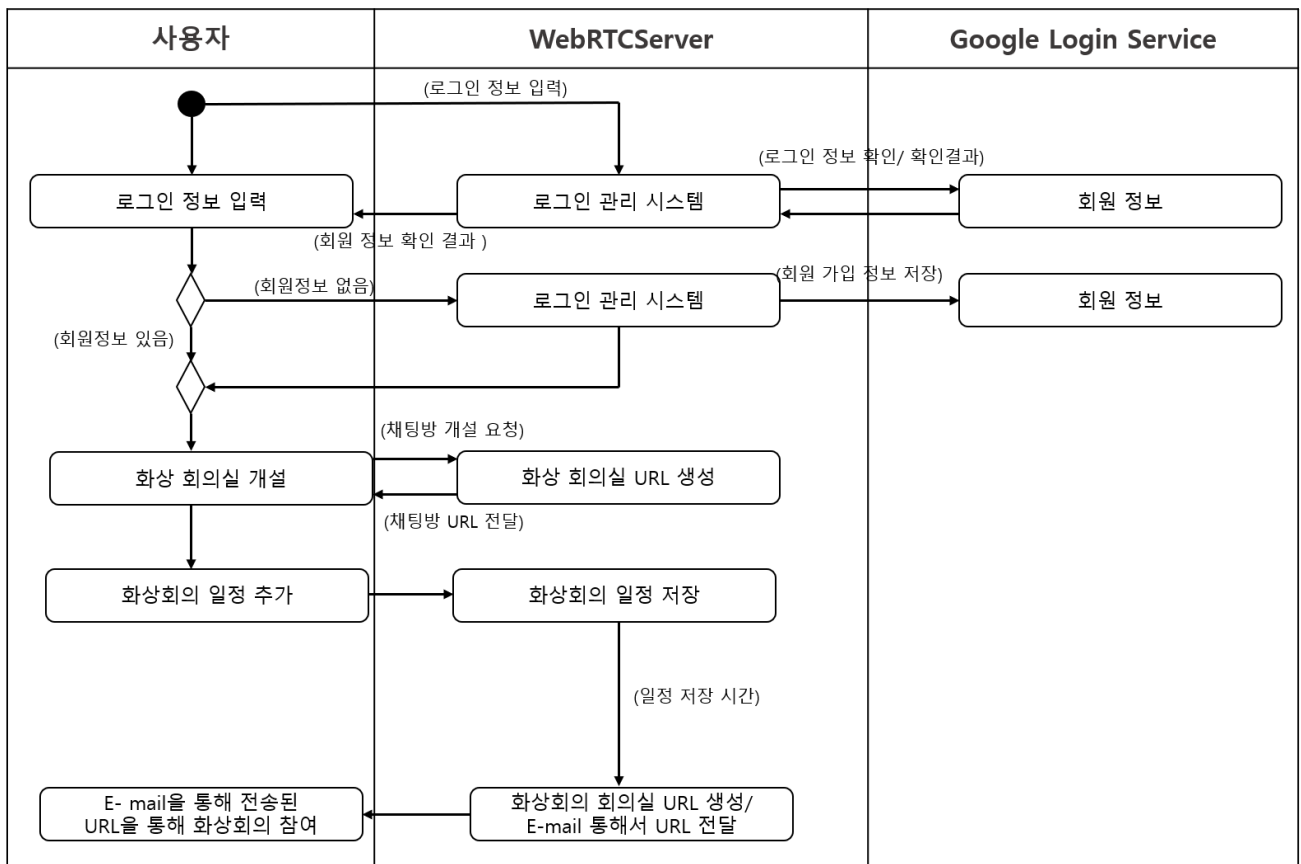 사용자
WebRTCServer
Google Login Service
(로그인 정보 입력)
(로그인 정보 확인/ 확인결과)
로그인 정보 입력
로그인 관리 시스템
회원 정보
(회원 정보 확인 결과 )
(회원정보 없음)
(회원 가입 정보 저장)
로그인 관리 시스템
회원 정보
(회원정보 있음)
(채팅방 개설 요청)
화상 회의실 개설
화상 회의실 URL 생성
(채팅방 URL 전달)
화상회의 일정 추가
화상회의 일정 저장
(일정 저장 시간)
E- mail을 통해 전송된
URL을 통해 화상회의 참여
화상회의 회의실 URL 생성/
E-mail 통해서 URL 전달